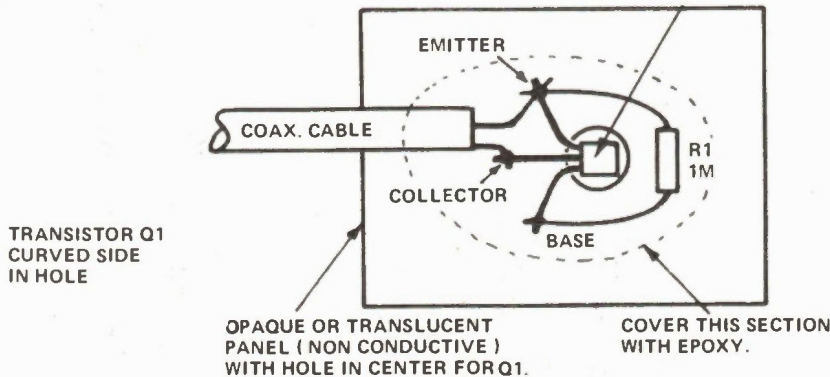 EMITTER
COAX. CABLE
R1
1M
COLLECTOR
BASE
TRANSISTOR Q1
CURVED SIDE
IN HOLE
OPAQUE OR TRANSLUCENT
PANEL ( NON CONDUCTIVE )
WITH HOLE IN CENTER FOR Q1.
COVER THIS SECTION
WITH EPOXY.